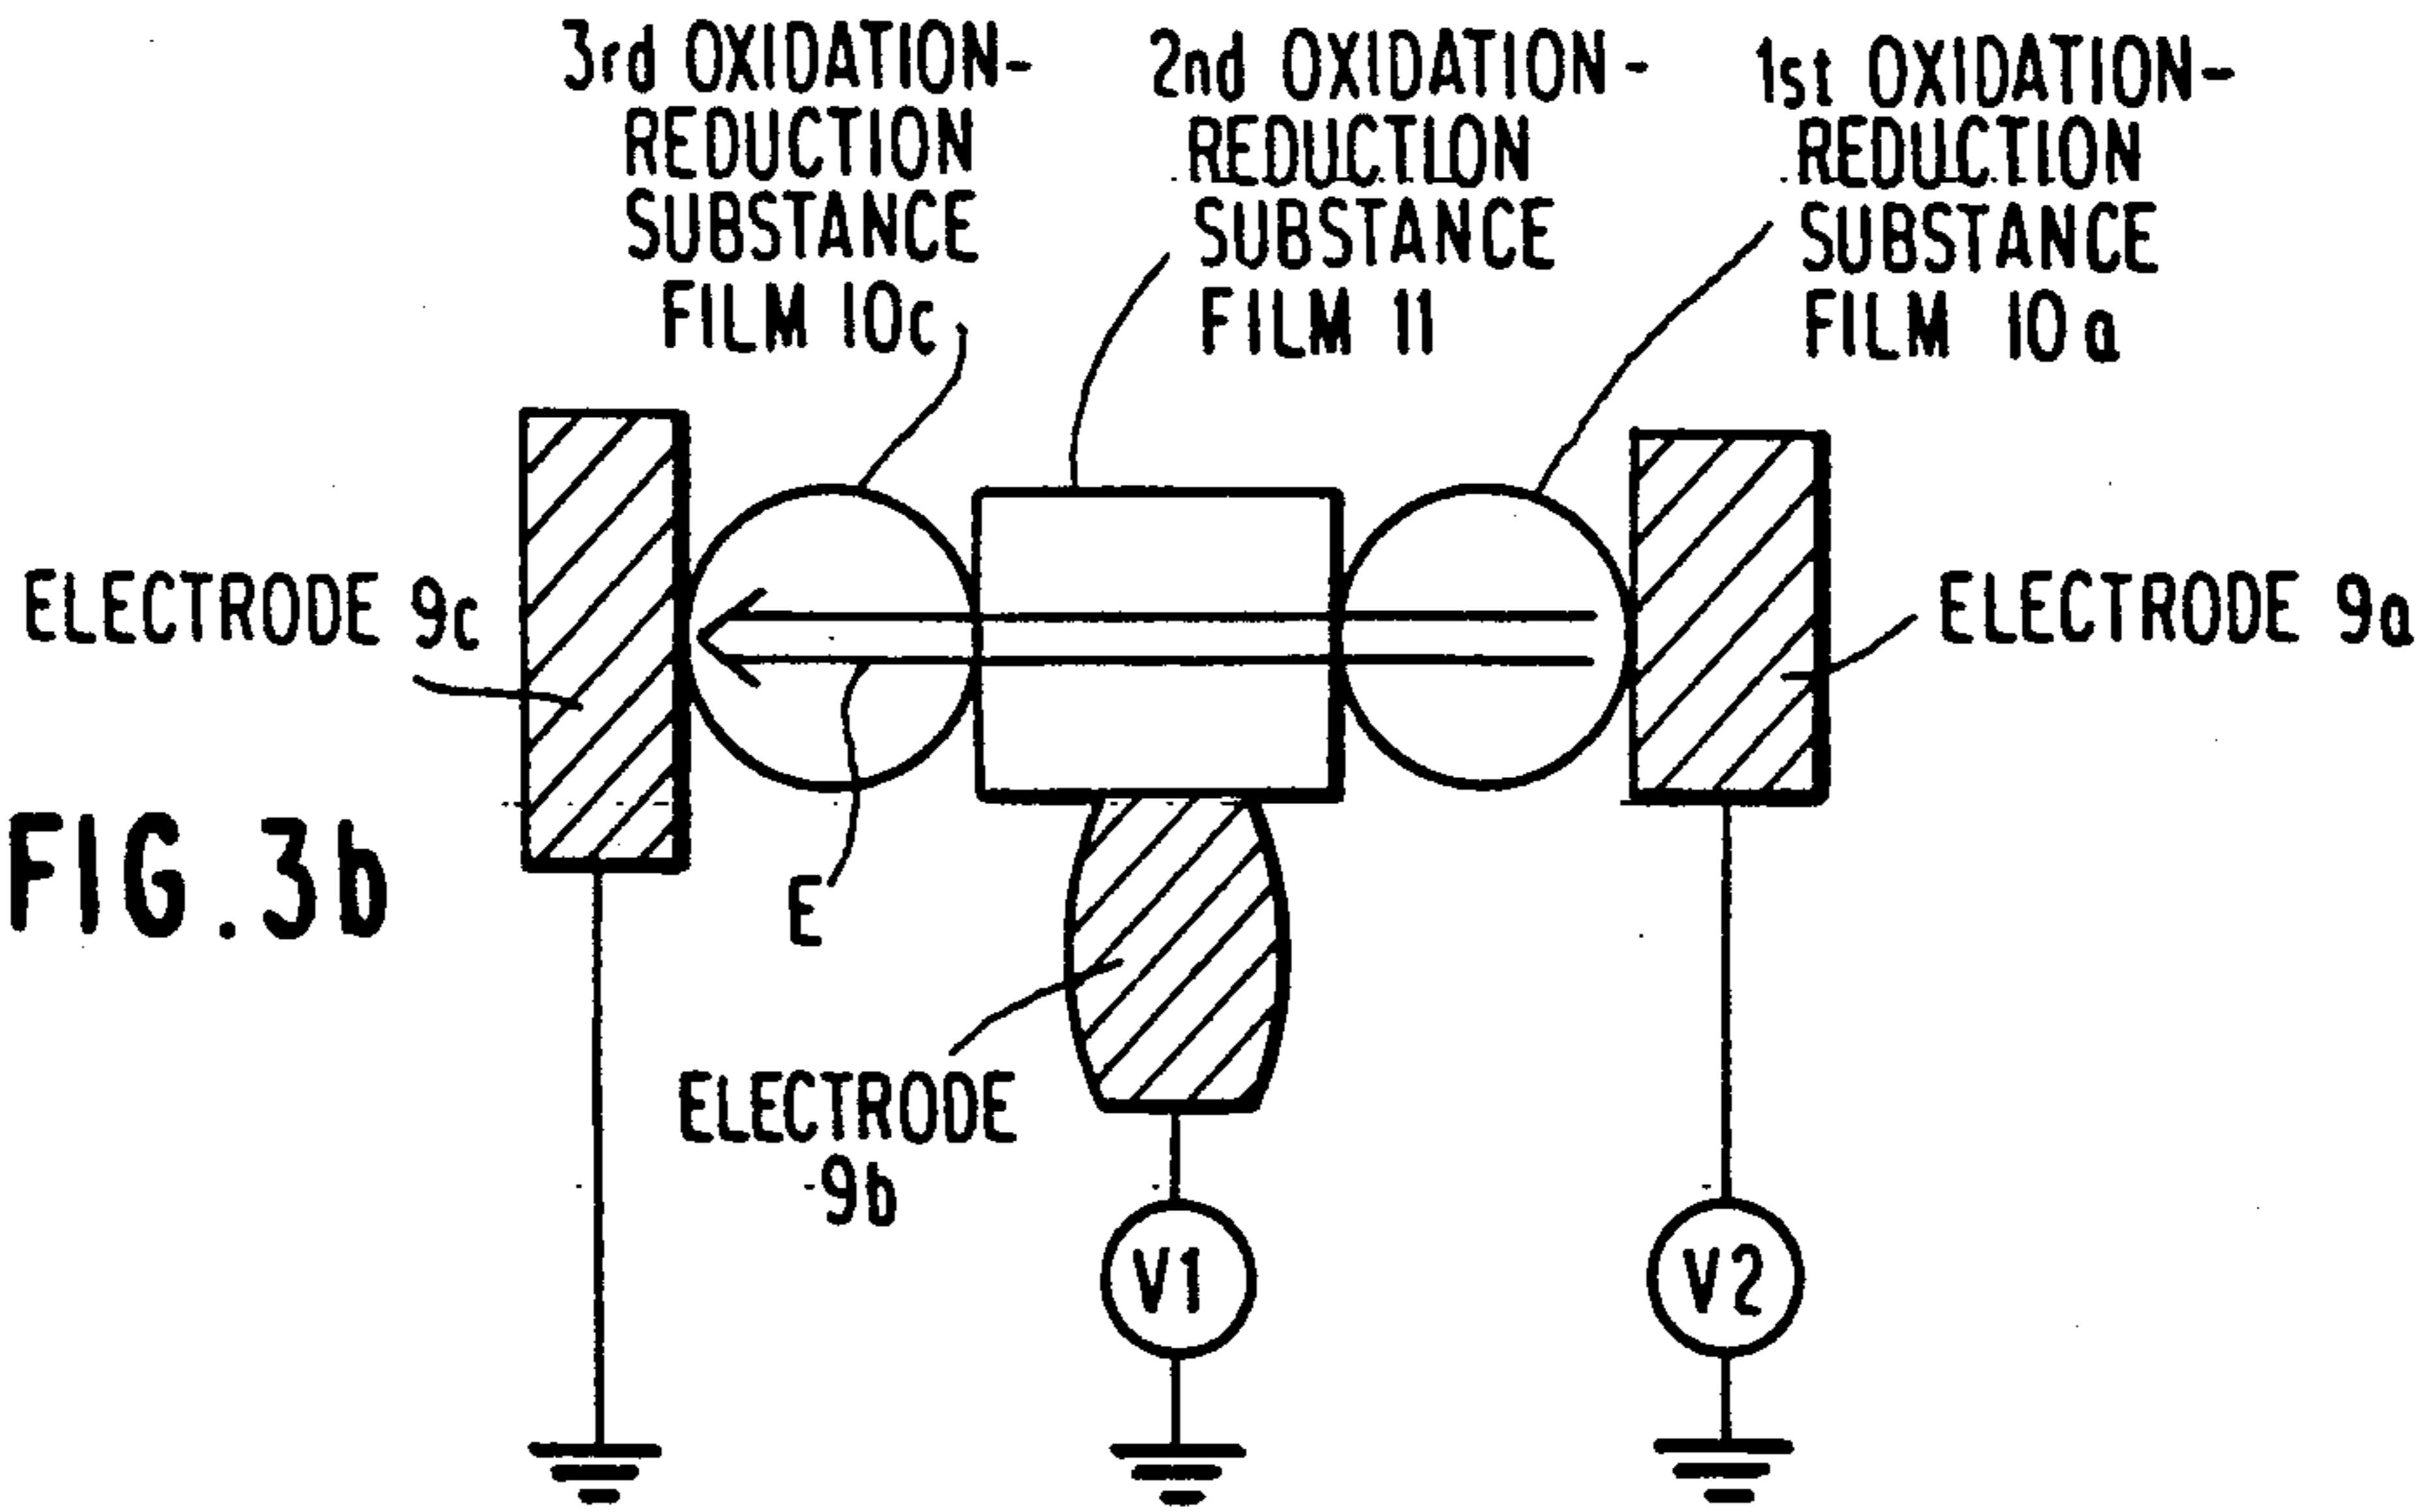 3rd OXIDATION-
REDUCTION
SUBSTANCE
FILM 10c
2nd OXIDATION-
REDUCTION
SUBSTANCE
FILM 11
1st OXIDATION-
REDUCTION
SUBSTANCE
FILM 10a
ELECTRODE 9c
ELECTRODE 9a
FIG.3b
E
ELECTRODE
9b
V1
V2